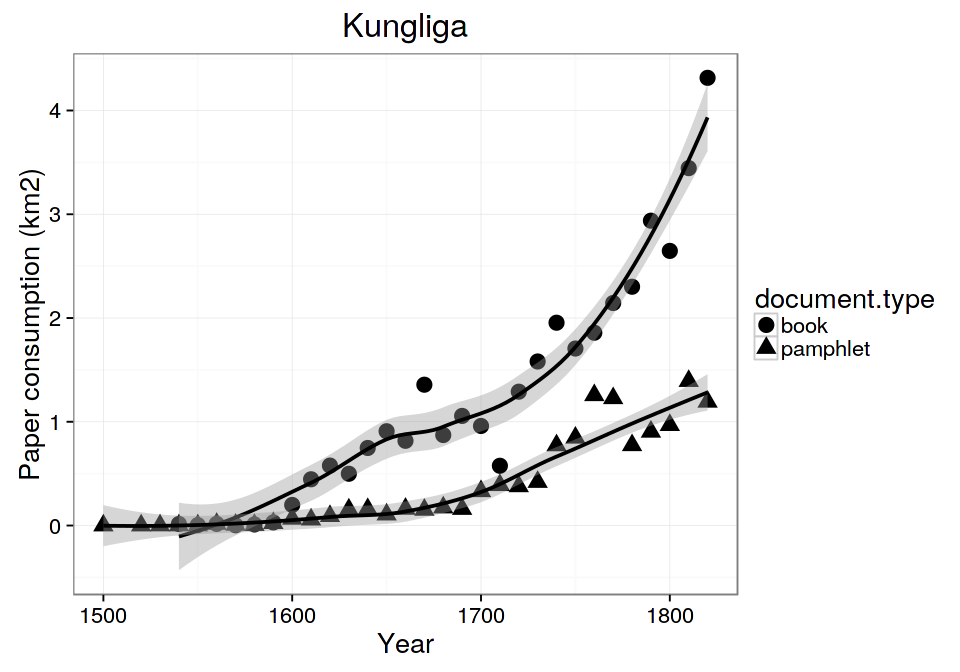 Kungliga
Paper consumption (km2)
4
3
2
1
0
1500 1600 1700 1800
Year
document.type
book
pamphlet